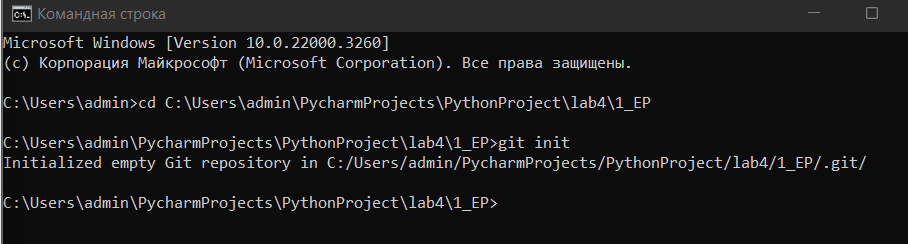 Командная строка
Microsoft Windows [Version 10.0.22000.3260]
(c) Корпорация Майкрософт (Microsoft Corporation). Все права защищены.
C:\Users\admin>cd C:\Users\admin\PycharmProjects\PythonProject\lab4\1_EP
C:\Users\admin\PycharmProjects\PythonProject\lab4\1_EP>git init
Initialized empty Git repository in C:/Users/admin/PycharmProjects/PythonProject/lab4/1_EP/.git/
C:\Users\admin\PycharmProjects\PythonProject\lab4\1_EP>